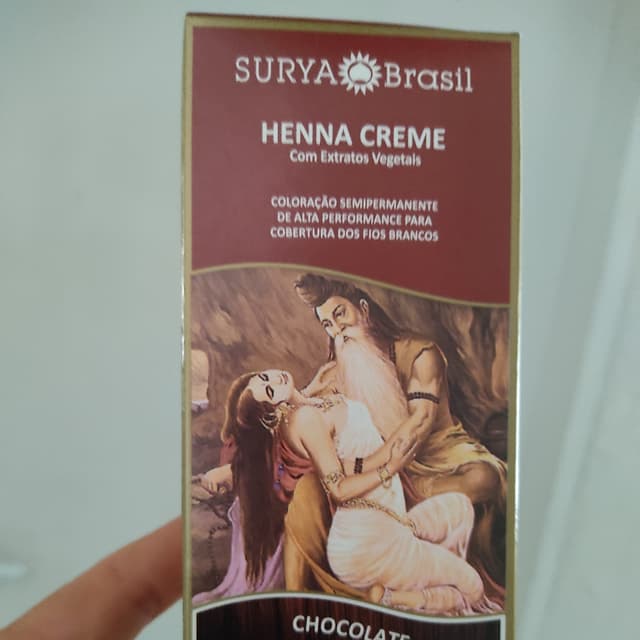 SURYA Brasil
HENNA CREME
Com Extratos Vegetais
COLORAÇÃO SEMIPERMANENTE
DE ALTA PERFORMANCE PARA
COBERTURA DOS FIOS BRANCOS
CHOCOLATE